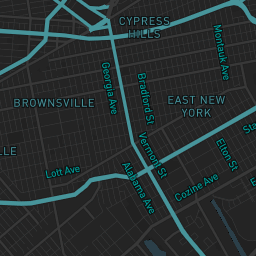 CYPRESS
HILLS
Montauk Ave
Georgia Ave
Bradford St
BROWNSVILLE
EAST NEW
YORK
Vermont St
Elton St
Lott Ave
Alabama Ave
Cozine Ave